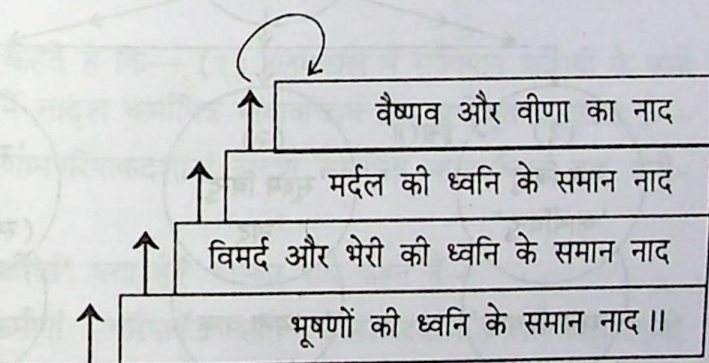 वैष्णव और वीणा का नाद
मर्दल की ध्वनि के समान नाद
विमर्द और भेरी की ध्वनि के समान नाद
भूषणों की ध्वनि के समान नाद ॥